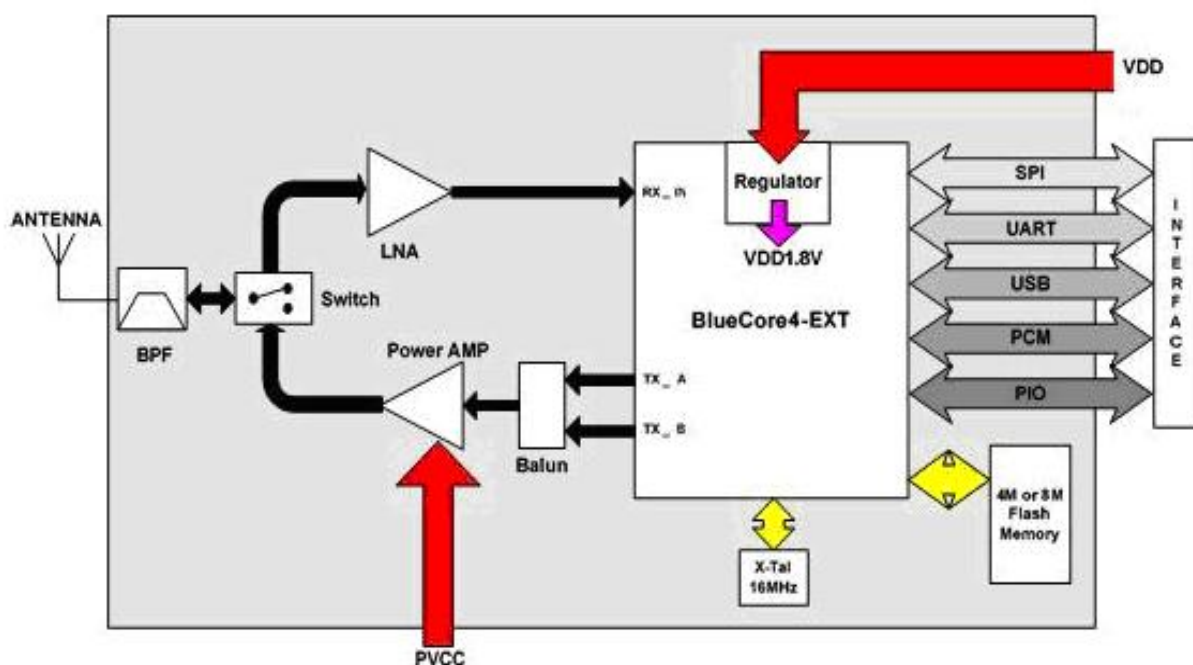 VDD
Regulator
VDD1.8V
BlueCore4-EXT
RX_ IN
TX_ A
TX_ B
ANTENNA
BPF
Switch
LNA
Power AMP
Balun
PVCC
SPI
UART
USB
PCM
PIO
INTERFACE
X-Tal
16MHz
4M or 8M
Flash
Memory